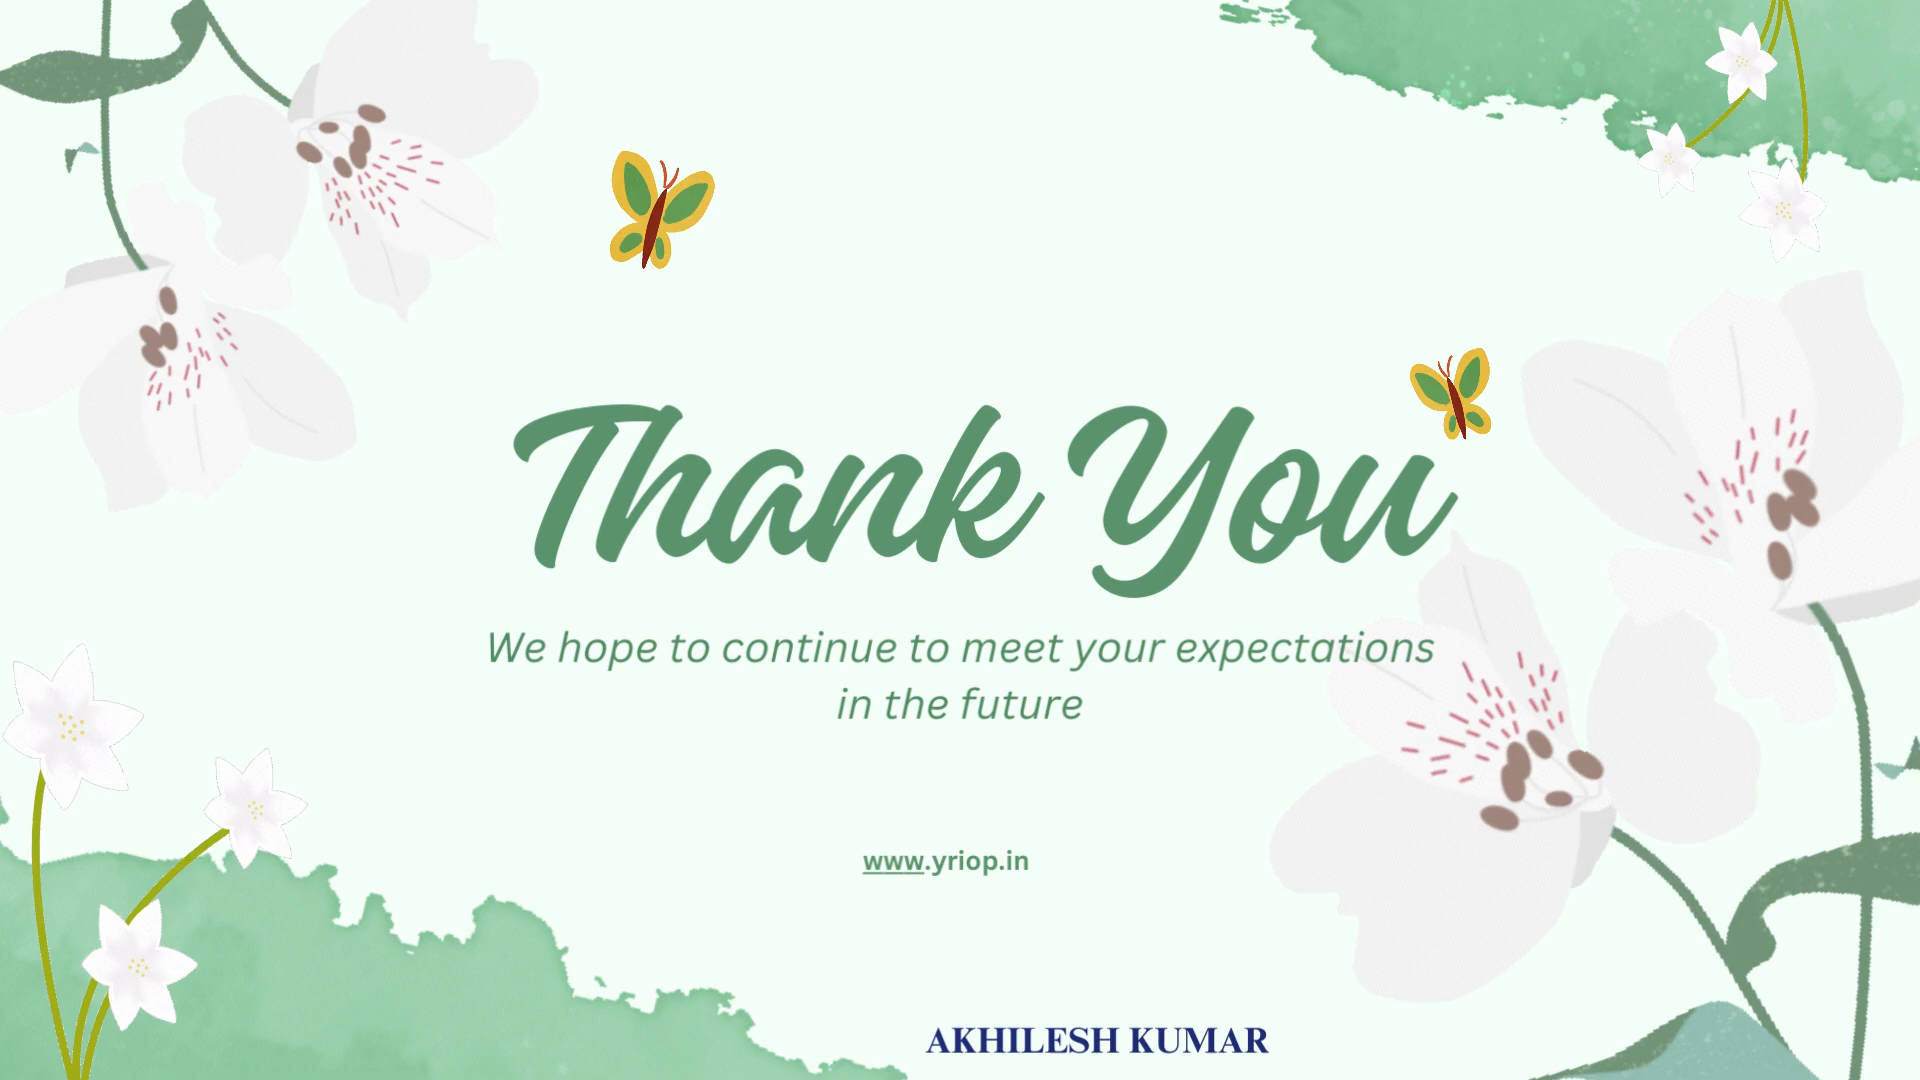 Thank You
We hope to continue to meet your expectations
in the future
www.yriop.in
AKHILESH KUMAR